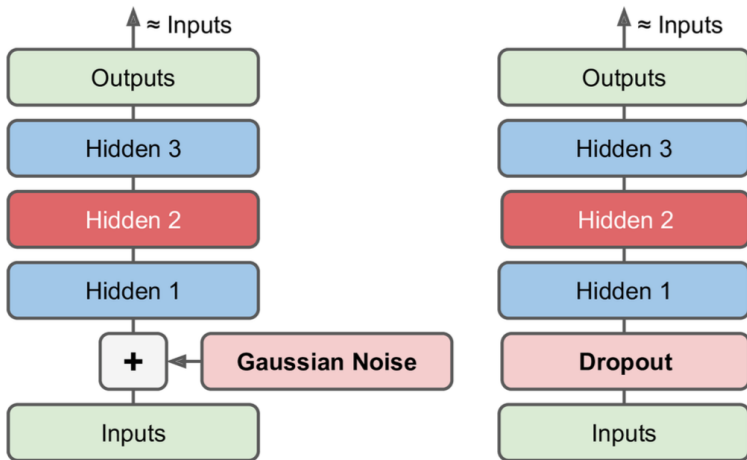 ≈ Inputs
Outputs
Hidden 3
Hidden 2
Hidden 1
+
Gaussian Noise
Inputs
≈ Inputs
Outputs
Hidden 3
Hidden 2
Hidden 1
Dropout
Inputs